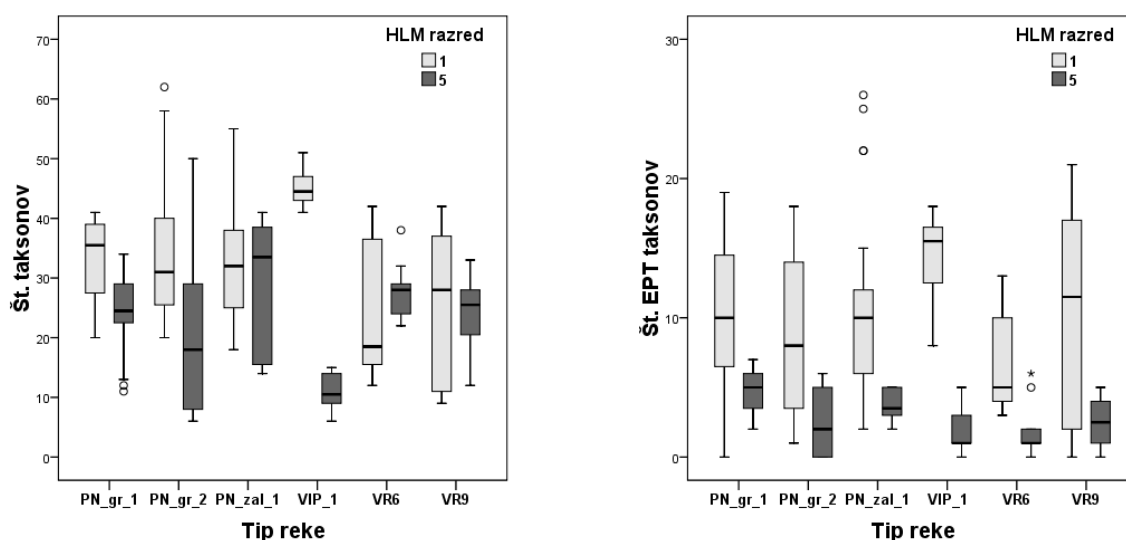 HLM razred
1
5
70
60
50
40
30
20
10
0
Št. taksonov
PN_gr_1 PN_gr_2 PN_zal_1 VIP_1 VR6 VR9
Tip reke
HLM razred
1
5
30
20
10
0
Št. EPT taksonov
*
PN_gr_1 PN_gr_2 PN_zal_1 VIP_1 VR6 VR9
Tip reke